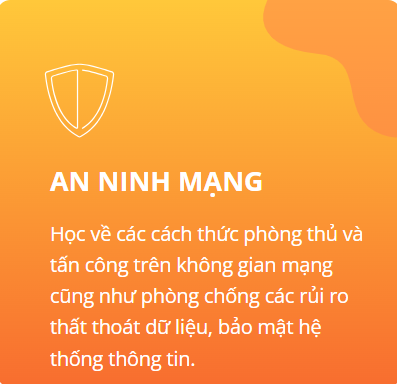 AN NINH MẠNG
Học về các cách thức phòng thủ và
tấn công trên không gian mạng
cũng như phòng chống các rủi ro
thất thoát dữ liệu, bảo mật hệ
thống thông tin.